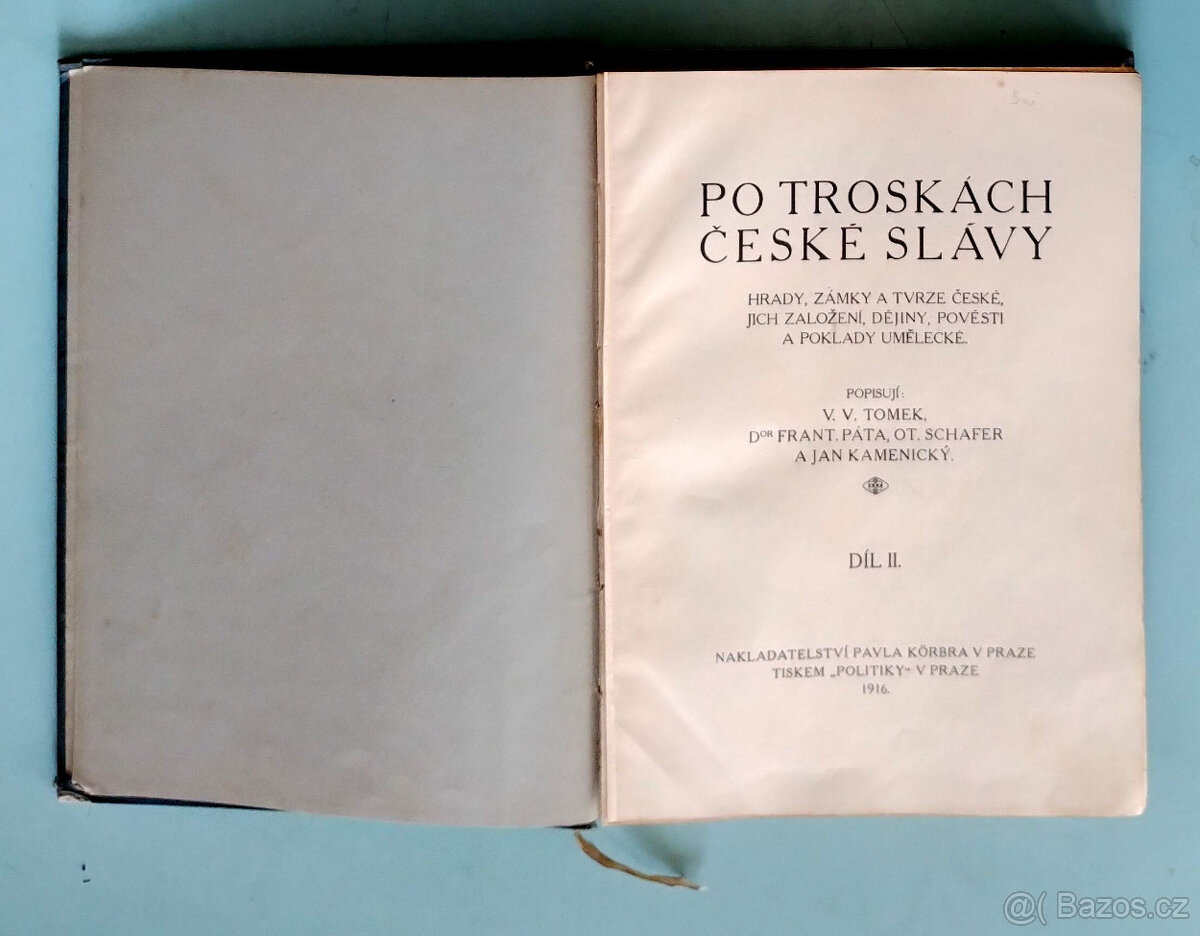 PO TROSKÁCH
ČESKÉ SLÁVY
HRADY, ZÁMKY A TVRZE ČESKÉ,
JICH ZALOŽENÍ, DĚJINY, POVĚSTI
A POKLADY UMĚLECKÉ.
POPISUJÍ:
V. V. TOMEK,
DOR FRANT. PÁTA, OT. SCHAFER
A JAN KAMENICKÝ.
DÍL II.
NAKLADATELSTVÍ PAVLA KÖRBRA V PRAZE
TISKEM „POLITIKY“ V PRAZE
1916.
@( Bazos.cz